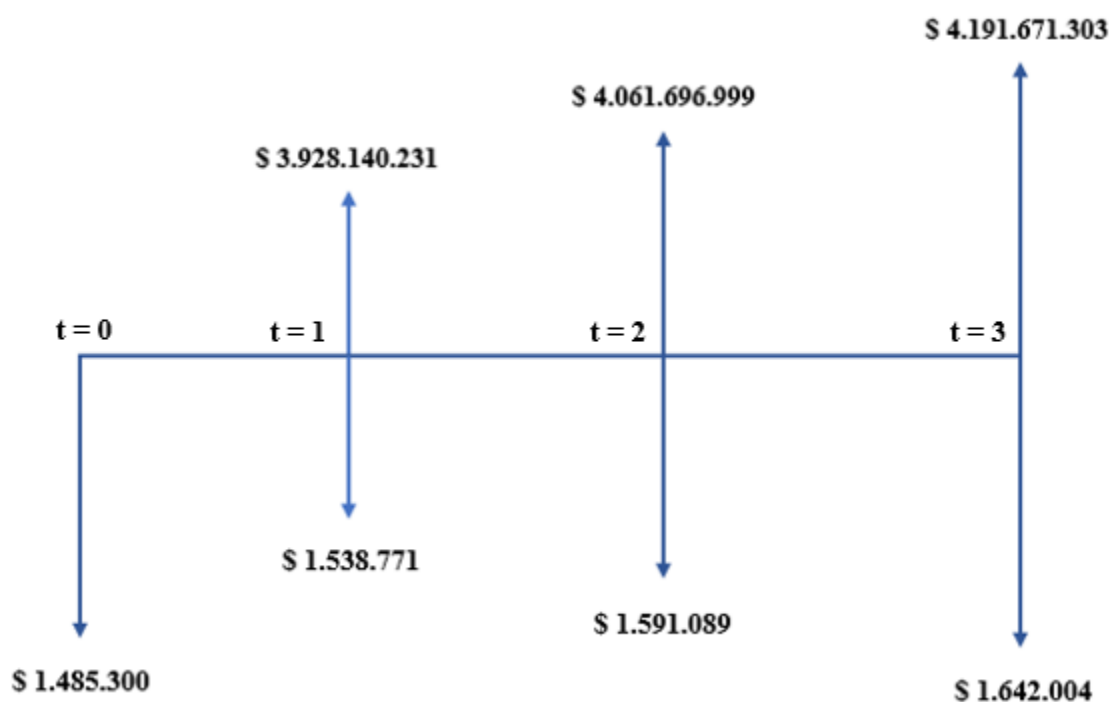 $ 4.191.671.303
$ 4.061.696.999
$ 3.928.140.231
t = 0
t = 1
t = 2
t = 3
$ 1.538.771
$ 1.591.089
$ 1.485.300
$ 1.642.004